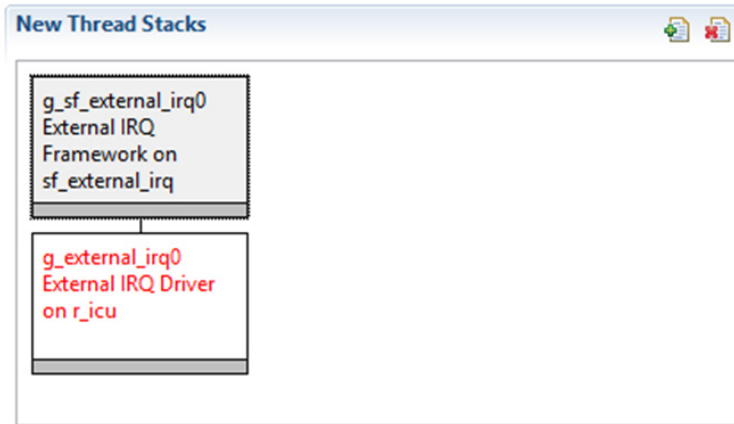 New Thread Stacks
g_sf_external_irq0
External IRQ
Framework on
sf_external_irq
g_external_irq0
External IRQ Driver
on r_icu